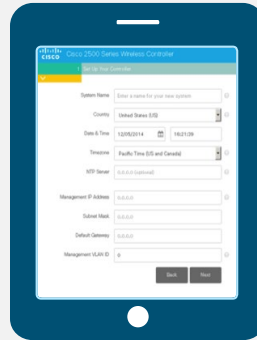 cisco Cisco 2500 Series Wireless Controller
1 Set Up Your Controller
System Name Enter a name for your new system
Country United States (US)
Date & Time 12/05/2014 16:21:29
Timezone Pacific Time (US and Canada)
NTP Server 0.0.0.0 (optional)
Management IP Address 0.0.0.0
Subnet Mask 0.0.0.0
Default Gateway 0.0.0.0
Management VLAN ID 0
Back Next